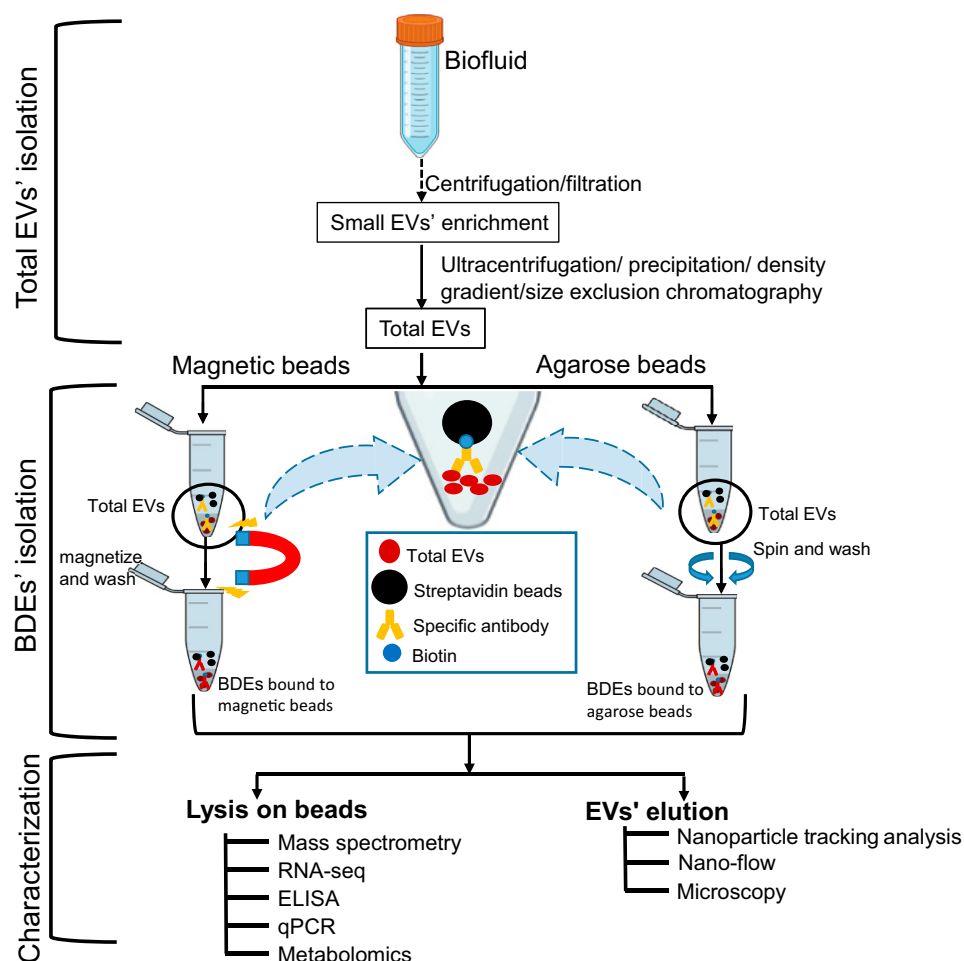 Total EVs' isolation
Biofluid
Centrifugation/filtration
Small EVs' enrichment
Ultracentrifugation/ precipitation/ density
gradient/size exclusion chromatography
Total EVs
BDEs' isolation
Magnetic beads
Agarose beads
Total EVs
magnetize
and wash
BDEs bound to
magnetic beads
Total EVs
Streptavidin beads
Specific antibody
Biotin
Total EVs
Spin and wash
BDEs bound to
agarose beads
Characterization
Lysis on beads
Mass spectrometry
RNA-seq
ELISA
qPCR
Metabolomics
EVs' elution
Nanoparticle tracking analysis
Nano-flow
Microscopy